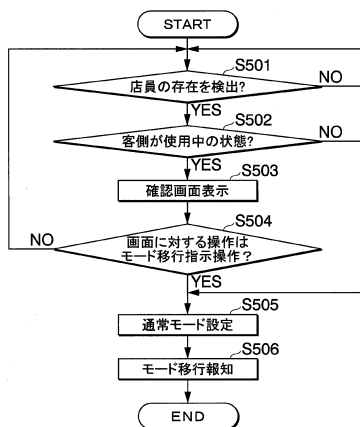 START
S501
店員の存在を検出?
NO
YES
S502
客側が使用中の状態?
NO
YES
S503
確認画面表示
S504
NO
画面に対する操作は
モード移行指示操作?
YES
S505
通常モード設定
S506
モード移行報知
END